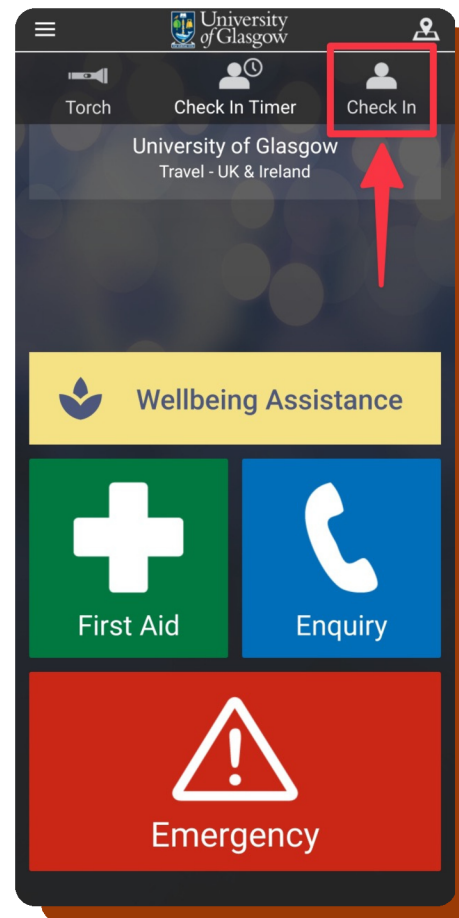 University
of Glasgow
Torch
Check In Timer
Check In
University of Glasgow
Travel - UK & Ireland
Wellbeing Assistance
First Aid
Enquiry
Emergency